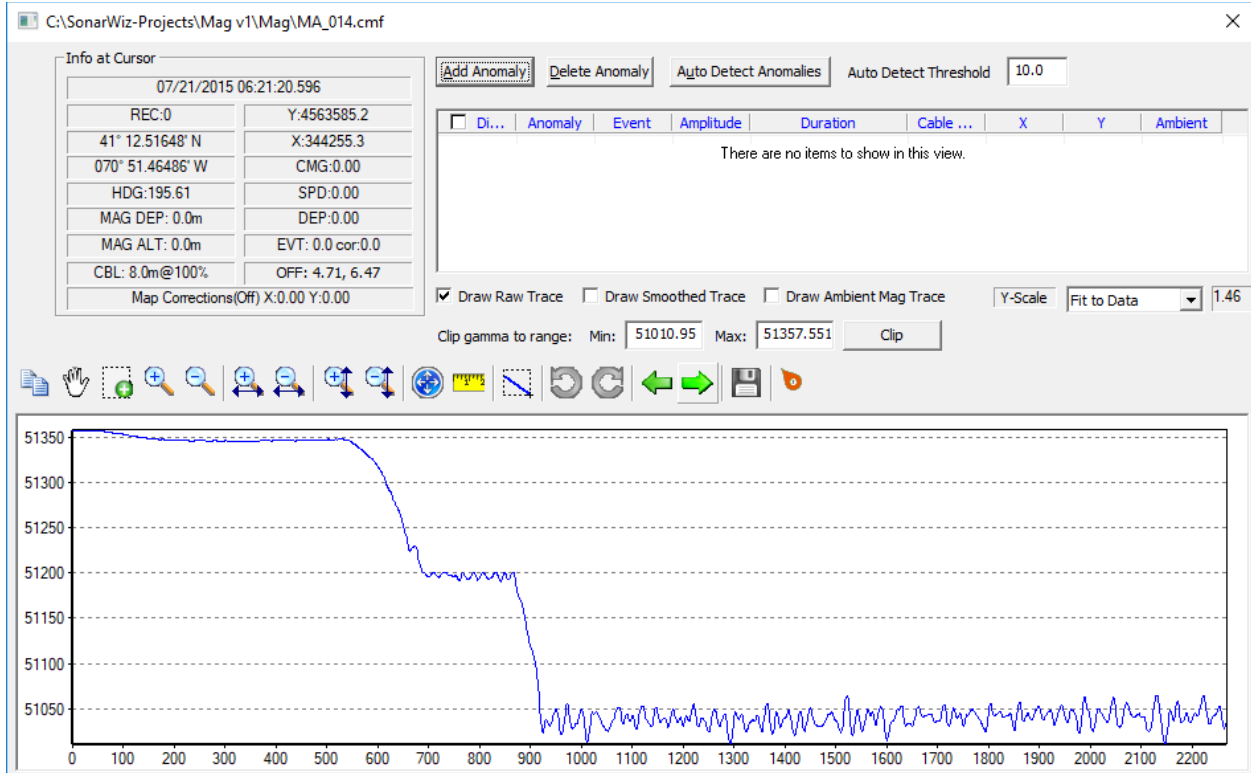 C:\SonarWiz-Projects\Mag v1\Mag\MA_014.cmf
Info at Cursor
07/21/2015 06:21:20.596
REC:0 Y:4563585.2
41° 12.51648' N X:344255.3
070° 51.46486' W CMG:0.00
HDG:195.61 SPD:0.00
MAG DEP: 0.0m DEP:0.00
MAG ALT: 0.0m EVT: 0.0 cor:0.0
CBL: 8.0m@100% OFF: 4.71, 6.47
Map Corrections(Off) X:0.00 Y:0.00
Add Anomaly Delete Anomaly Auto Detect Anomalies Auto Detect Threshold 10.0
Di... Anomaly Event Amplitude Duration Cable ... X Y Ambient
There are no items to show in this view.
Draw Raw Trace Draw Smoothed Trace Draw Ambient Mag Trace Y-Scale Fit to Data 1.46
Clip gamma to range: Min: 51010.95 Max: 51357.551 Clip
51350
51300
51250
51200
51150
51100
51050
0 100 200 300 400 500 600 700 800 900 1000 1100 1200 1300 1400 1500 1600 1700 1800 1900 2000 2100 2200